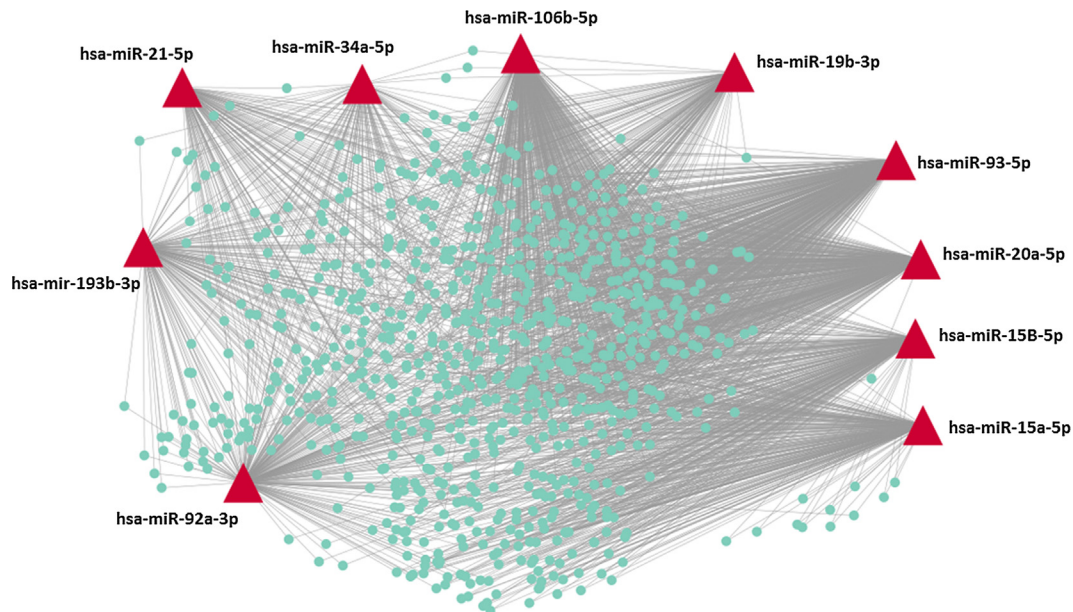 hsa-miR-106b-5p
hsa-miR-34a-5p
hsa-miR-21-5p
hsa-miR-19b-3p
hsa-miR-93-5p
hsa-miR-20a-5p
hsa-mir-193b-3p
hsa-miR-15B-5p
hsa-miR-15a-5p
hsa-miR-92a-3p